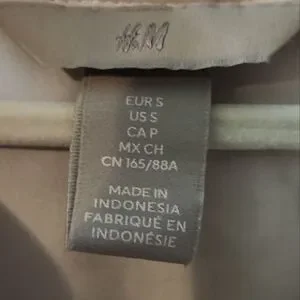 H&M
EUR S
US S
CA P
MX CH
CN 165/88A
MADE IN
INDONESIA
FABRIQUÉ EN
INDONÉSIE